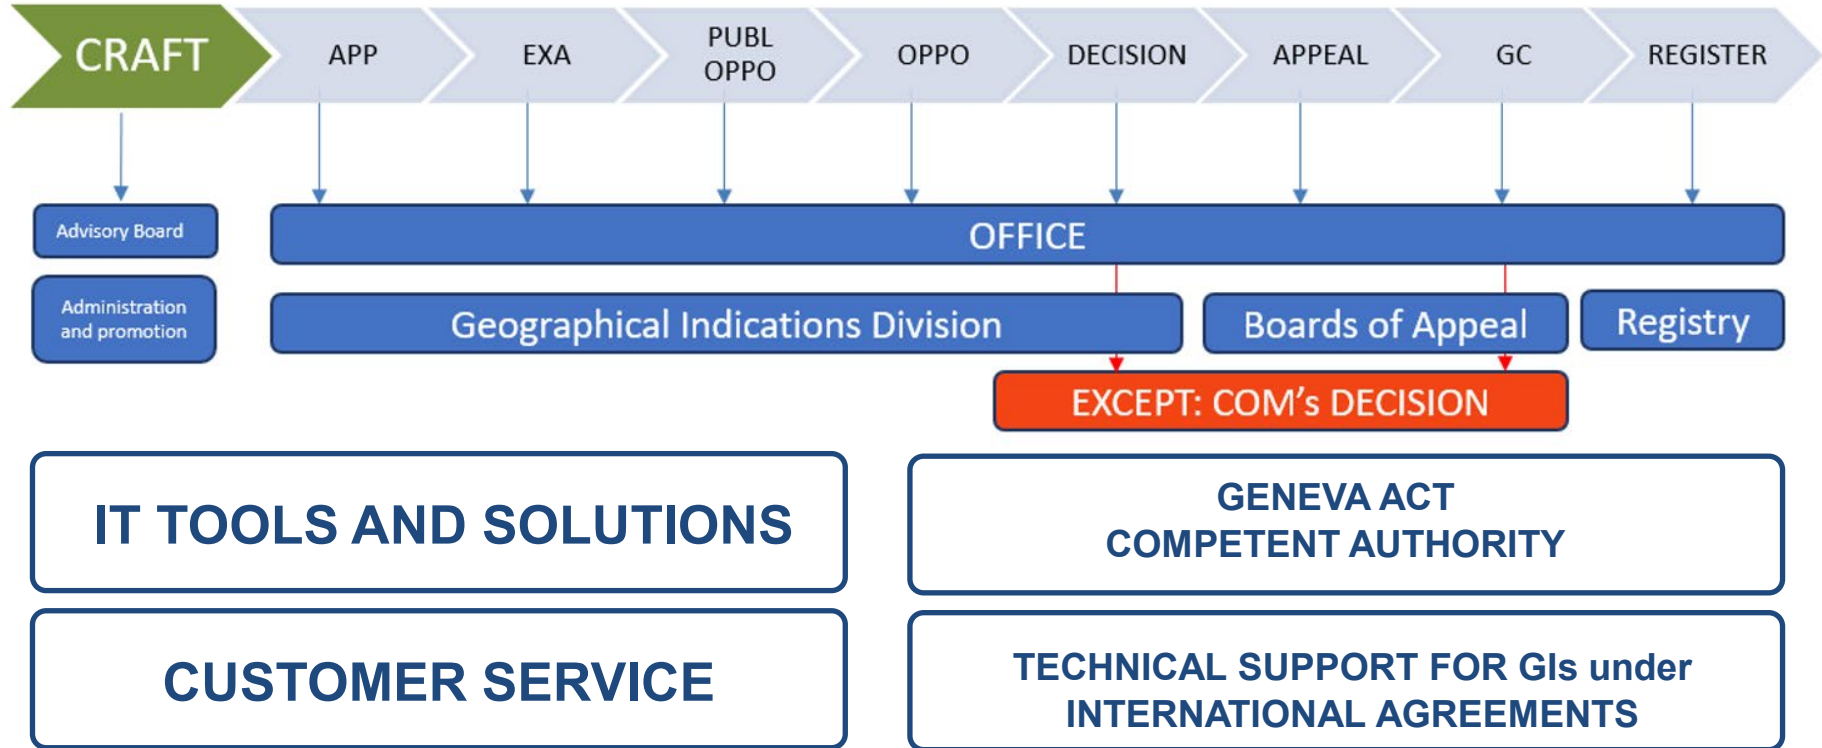 CRAFT
APP
EXA
PUBL
OPPO
OPPO
DECISION
APPEAL
GC
REGISTER
Advisory Board
OFFICE
Administration
and promotion
Geographical Indications Division
Boards of Appeal
Registry
EXCEPT: COM's DECISION
IT TOOLS AND SOLUTIONS
GENEVA ACT
COMPETENT AUTHORITY
CUSTOMER SERVICE
TECHNICAL SUPPORT FOR GIs under
INTERNATIONAL AGREEMENTS